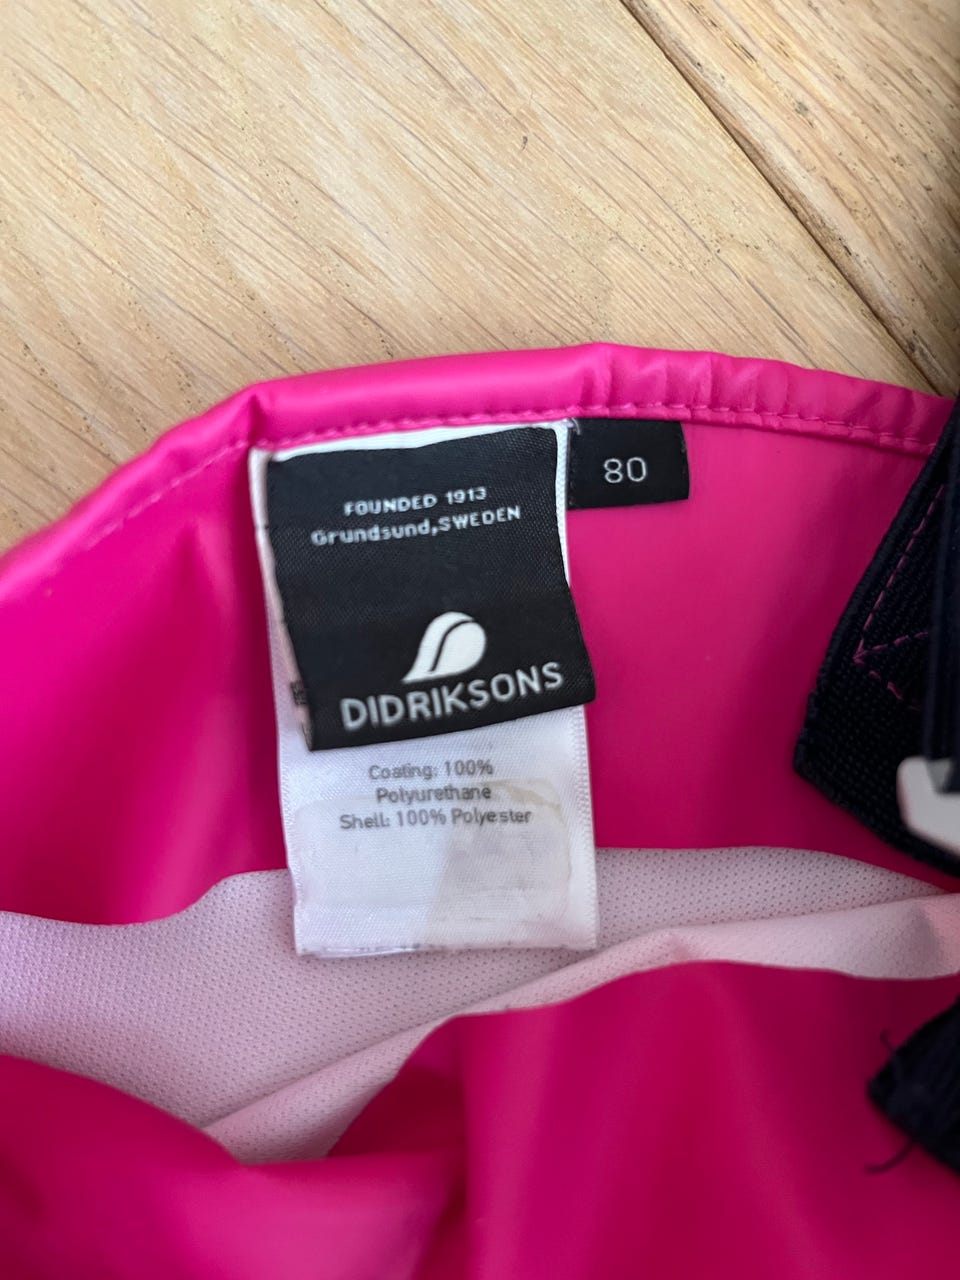 FOUNDED 1913
Grundsund,SWEDEN
DIDRIKSONS
80
Coating: 100%
Polyurethane
Shell: 100% Polyester